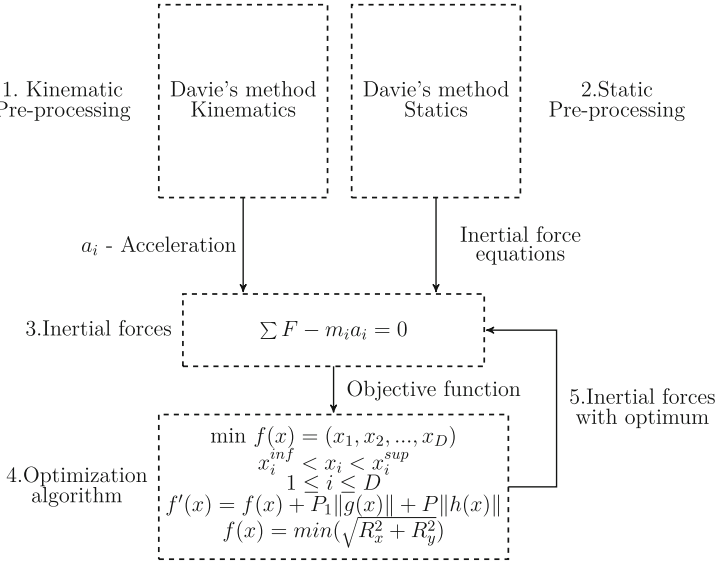 1. Kinematic
Pre-processing
Davie's method
Kinematics
Davie's method
Statics
2.Static
Pre-processing
a_i - Acceleration
Inertial force
equations
3.Inertial forces
∑ F − m_i a_i = 0
Objective function
5.Inertial forces
with optimum
4.Optimization
algorithm
min f(x) = (x_1, x_2, ..., x_D)
x_i^{inf} < x_i < x_i^{sup}
1 ≤ i ≤ D
f′(x) = f(x) + P_1‖g(x)‖ + P‖h(x)‖
f(x) = min(√(R_x^2 + R_y^2))